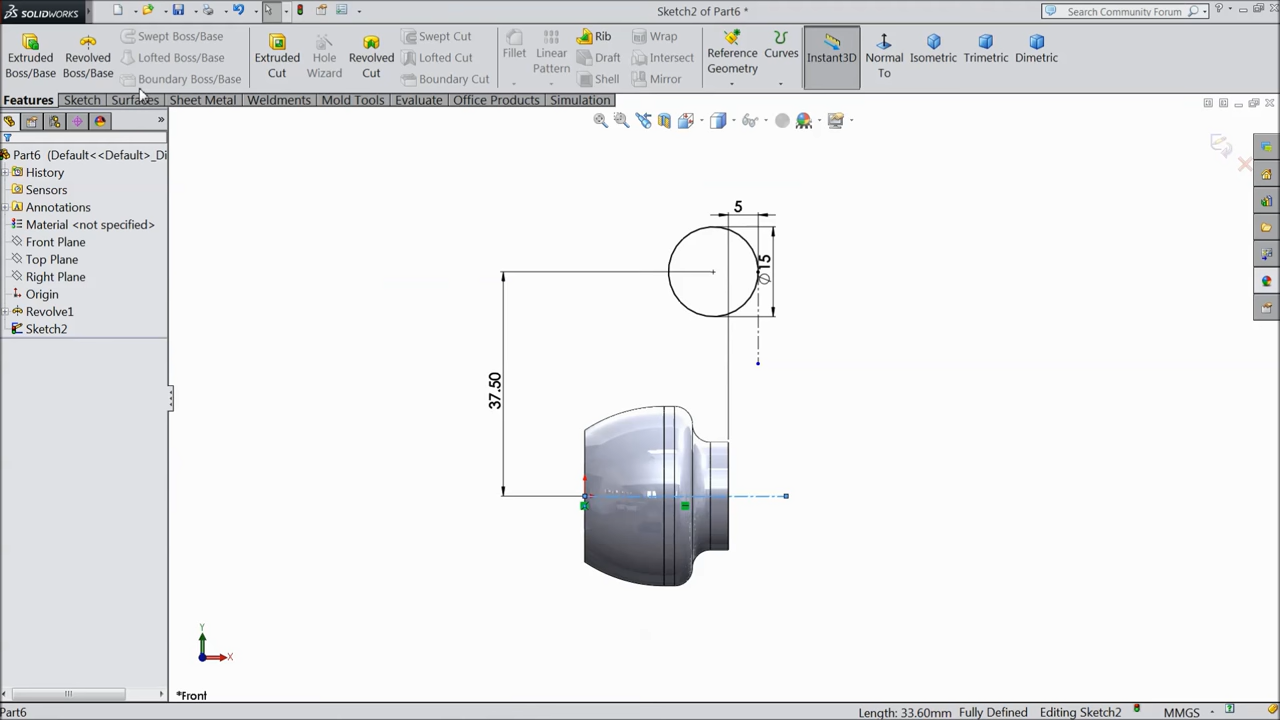 SOLIDWORKS
Sketch2 of Part6 *
Search Community Forum
Extruded Boss/Base
Revolved Boss/Base
Swept Boss/Base
Lofted Boss/Base
Boundary Boss/Base
Extruded Cut
Hole Wizard
Revolved Cut
Swept Cut
Lofted Cut
Boundary Cut
Fillet
Linear Pattern
Rib
Draft
Shell
Wrap
Intersect
Mirror
Reference Geometry
Curves
Instant3D
Normal To
Isometric
Trimetric
Dimetric
Features
Sketch
Surfaces
Sheet Metal
Weldments
Mold Tools
Evaluate
Office Products
Simulation
Part6 (Default<<Default>_Di
History
Sensors
Annotations
Material <not specified>
Front Plane
Top Plane
Right Plane
Origin
Revolve1
Sketch2
5
∅15
37.50
Y
X
*Front
Part6
Length: 33.60mm
Fully Defined
Editing Sketch2
MMGS